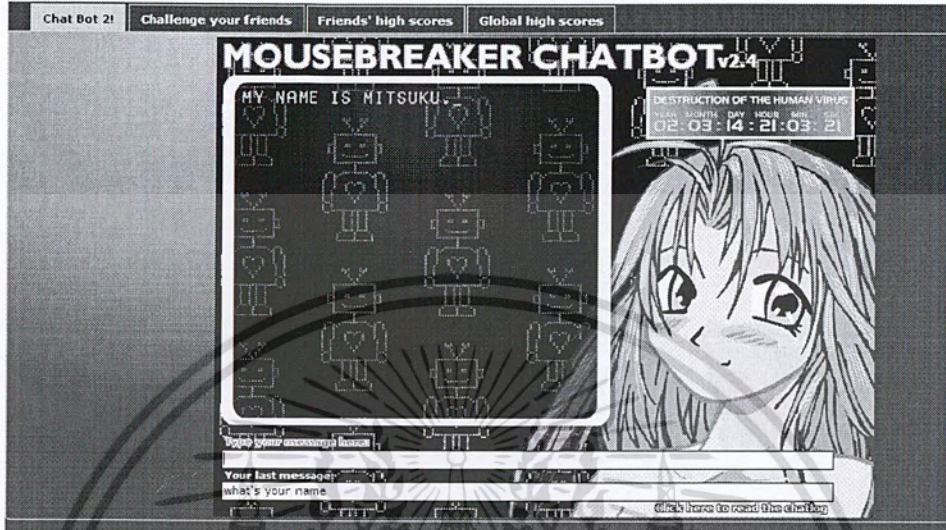 Chat Bot 2! Challenge your friends Friends' high scores Global high scores
MOUSEBREAKER CHATBOT v2.4
MY NAME IS MITSUKU._
DESTRUCTION OF THE HUMAN VIRUS
YEAR MONTH DAY HOUR MIN SEC
02:03:14:21:03:21
Type your message here:
Your last message:
what's your name
Click here to read the chatlog